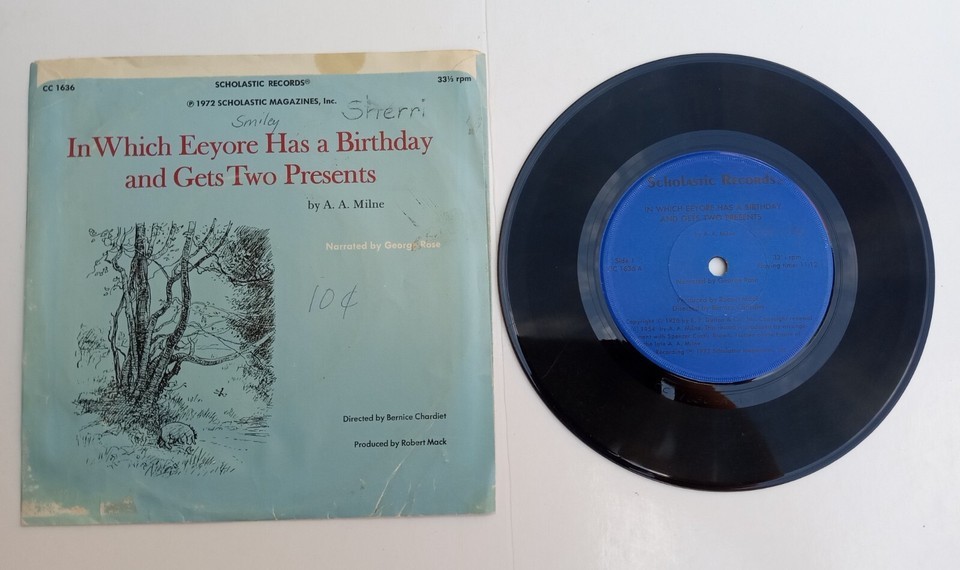 CC 1636
SCHOLASTIC RECORDS®
33⅓ rpm
℗ 1972 SCHOLASTIC MAGAZINES, Inc.
Smiley
Sherri
In Which Eeyore Has a Birthday
and Gets Two Presents
by A. A. Milne
Narrated by George Rose
10¢
Directed by Bernice Chardiet
Produced by Robert Mack
Scholastic Records
IN WHICH EEYORE HAS A BIRTHDAY
AND GETS TWO PRESENTS
Side 1